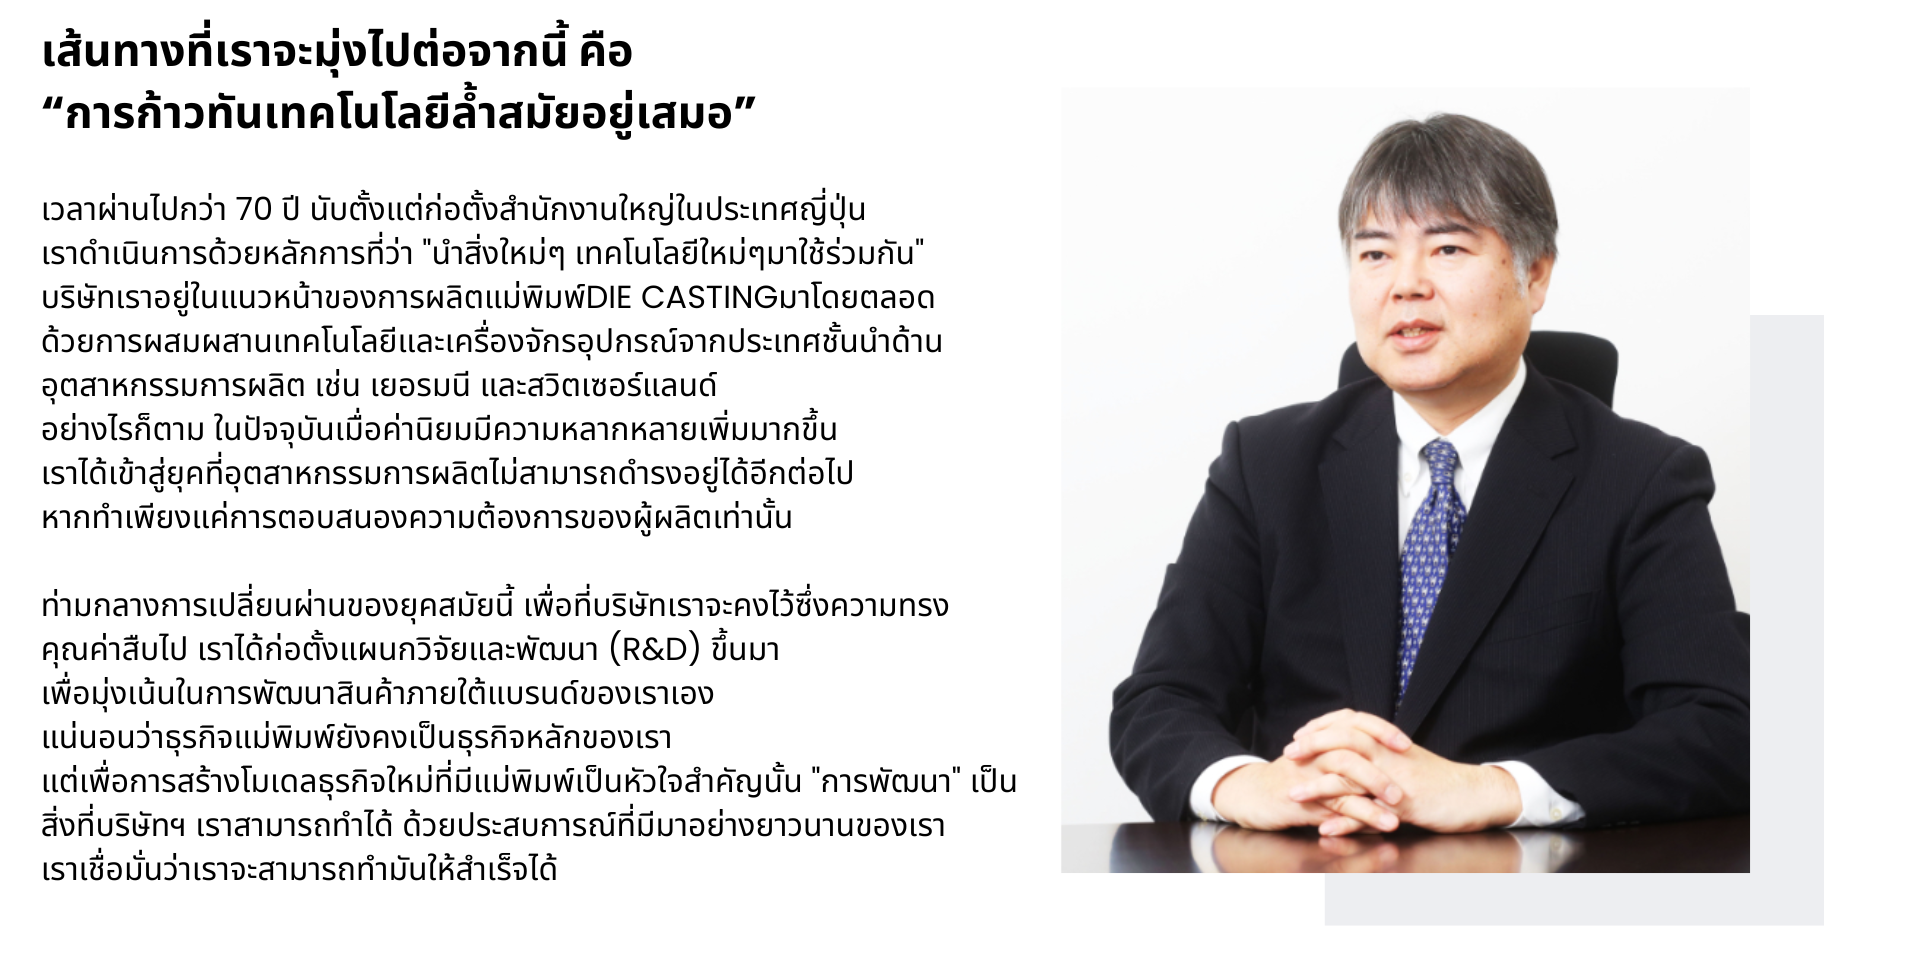 เส้นทางที่เราจะมุ่งไปต่อจากนี้ คือ
“การก้าวทันเทคโนโลยีล้ำสมัยอยู่เสมอ”
เวลาผ่านไปกว่า 70 ปี นับตั้งแต่ก่อตั้งสำนักงานใหญ่ในประเทศญี่ปุ่น
เราดำเนินการด้วยหลักการที่ว่า "นำสิ่งใหม่ๆ เทคโนโลยีใหม่ๆมาใช้ร่วมกัน"
บริษัทเราอยู่ในแนวหน้าของการผลิตแม่พิมพ์DIE CASTINGมาโดยตลอด
ด้วยการผสมผสานเทคโนโลยีและเครื่องจักรอุปกรณ์จากประเทศชั้นนำด้าน
อุตสาหกรรมการผลิต เช่น เยอรมนี และสวิตเซอร์แลนด์
อย่างไรก็ตาม ในปัจจุบันเมื่อค่านิยมมีความหลากหลายเพิ่มมากขึ้น
เราได้เข้าสู่ยุคที่อุตสาหกรรมการผลิตไม่สามารถดำรงอยู่ได้อีกต่อไป
หากทำเพียงแค่การตอบสนองความต้องการของผู้ผลิตเท่านั้น
ท่ามกลางการเปลี่ยนผ่านของยุคสมัยนี้ เพื่อที่บริษัทเราจะคงไว้ซึ่งความทรง
คุณค่าสืบไป เราได้ก่อตั้งแผนกวิจัยและพัฒนา (R&D) ขึ้นมา
เพื่อมุ่งเน้นในการพัฒนาสินค้าภายใต้แบรนด์ของเราเอง
แน่นอนว่าธุรกิจแม่พิมพ์ยังคงเป็นธุรกิจหลักของเรา
แต่เพื่อการสร้างโมเดลธุรกิจใหม่ที่มีแม่พิมพ์เป็นหัวใจสำคัญนั้น "การพัฒนา" เป็น
สิ่งที่บริษัทฯ เราสามารถทำได้ ด้วยประสบการณ์ที่มีมาอย่างยาวนานของเรา
เราเชื่อมั่นว่าเราจะสามารถทำมันให้สำเร็จได้